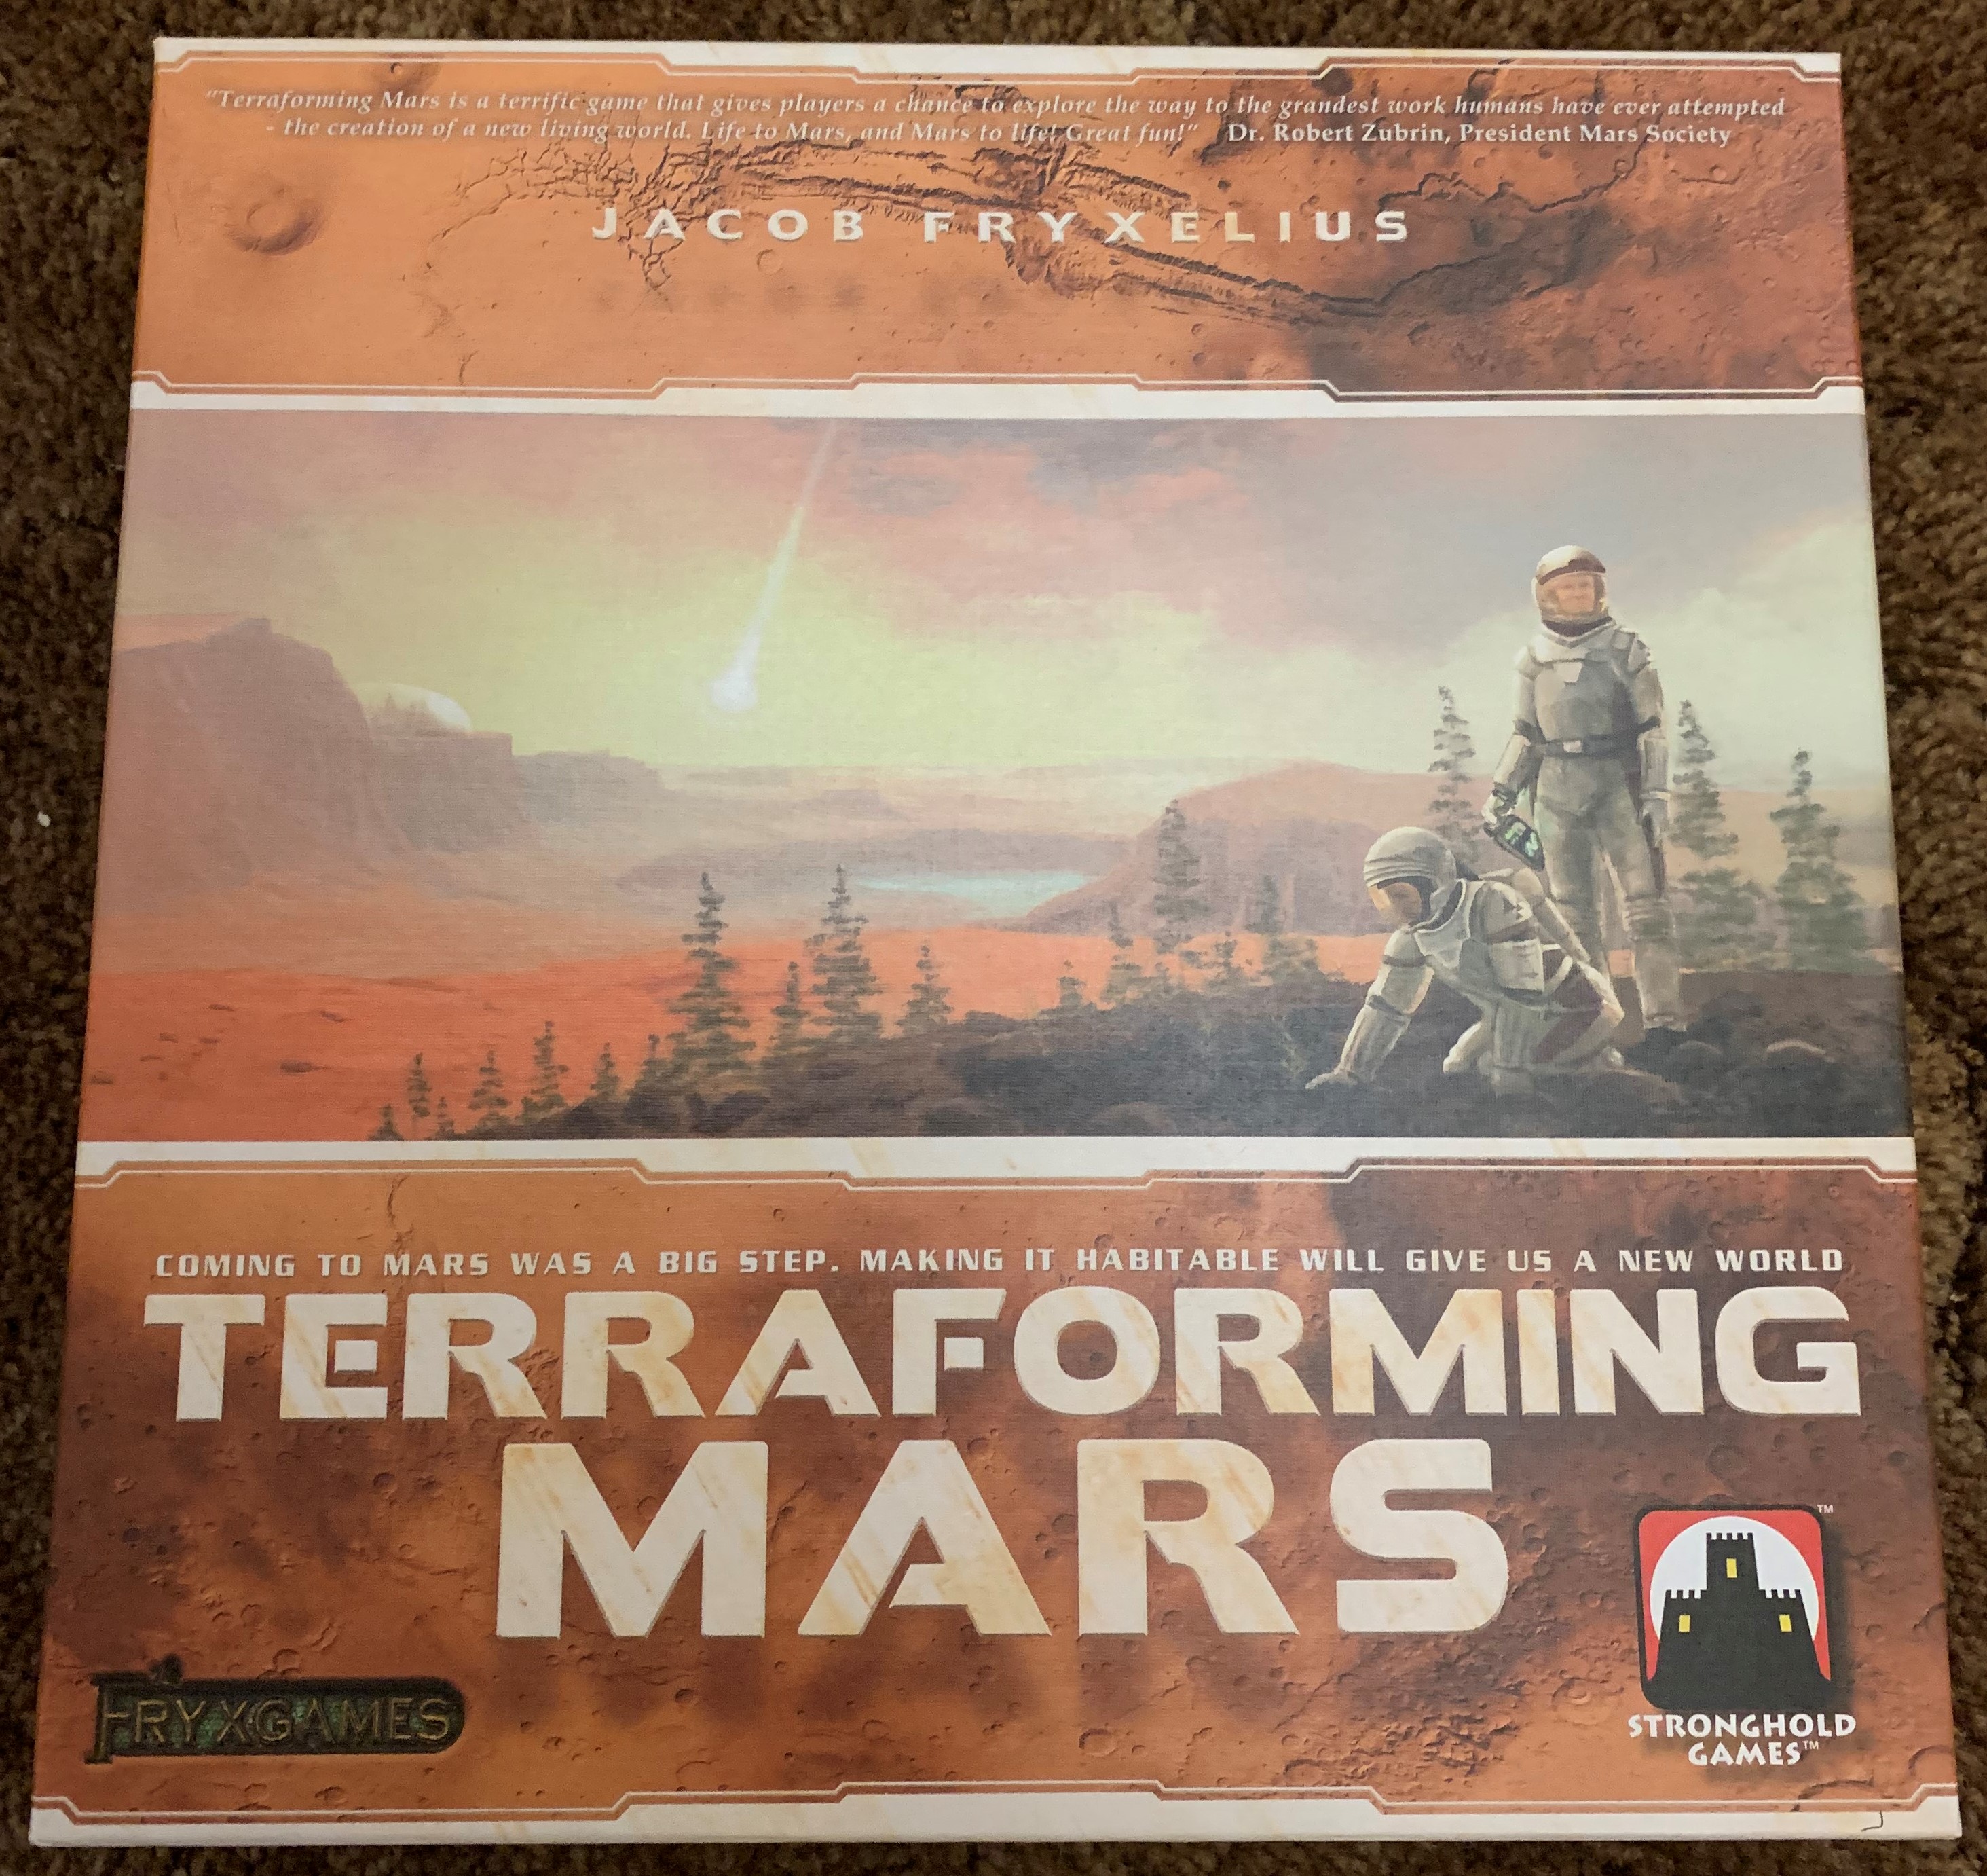 "Terraforming Mars is a terrific game that gives players a chance to explore the way to the grandest work humans have ever attempted
- the creation of a new living world. Life to Mars, and Mars to life! Great fun!" Dr. Robert Zubrin, President Mars Society
JACOB FRYXELIUS
COMING TO MARS WAS A BIG STEP. MAKING IT HABITABLE WILL GIVE US A NEW WORLD
TERRAFORMING
MARS
FRYXGAMES
TM
STRONGHOLD
GAMES™